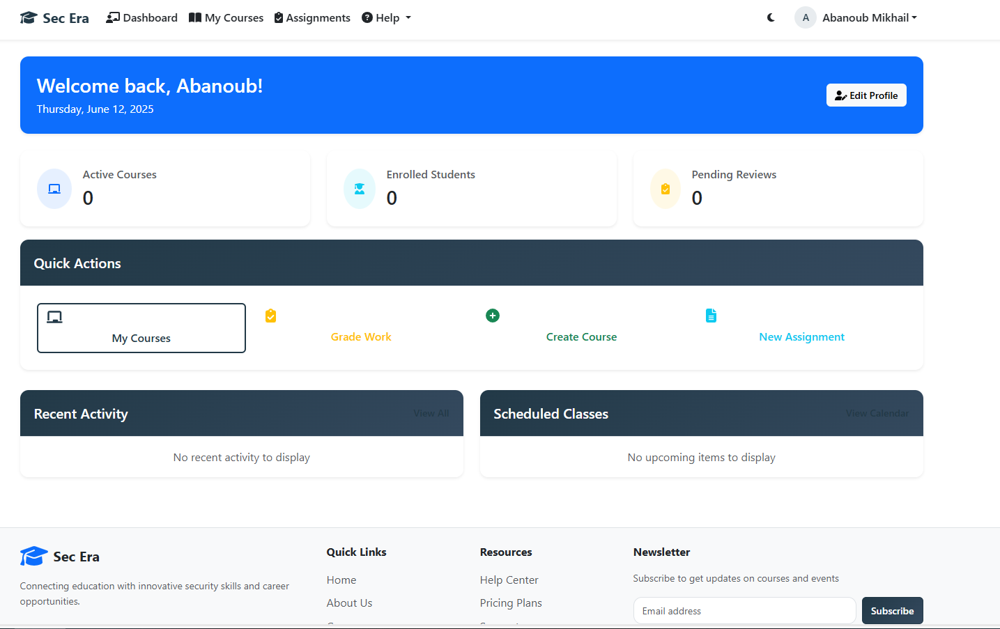 Sec Era Dashboard My Courses Assignments Help A Abanoub Mikhail
Welcome back, Abanoub!
Thursday, June 12, 2025
Edit Profile
Active Courses
0
Enrolled Students
0
Pending Reviews
0
Quick Actions
My Courses
Grade Work
Create Course
New Assignment
Recent Activity View All
No recent activity to display
Scheduled Classes View Calendar
No upcoming items to display
Sec Era
Connecting education with innovative security skills and career
opportunities.
Quick Links
Home
About Us
Resources
Help Center
Pricing Plans
Newsletter
Subscribe to get updates on courses and events
Email address Subscribe